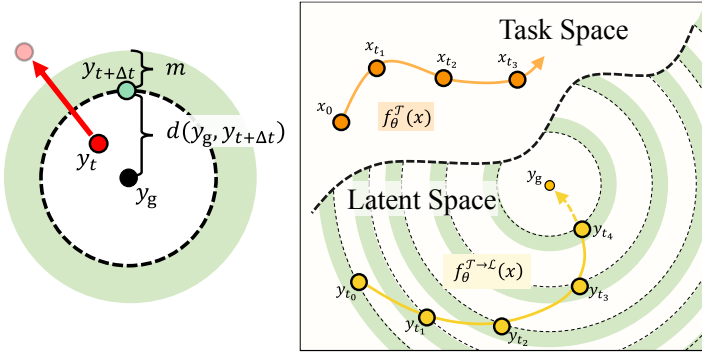 y_{t+Δt}
m
d(y_g, y_{t+Δt})
y_t
y_g
Task Space
x_0
x_{t_1}
x_{t_2}
x_{t_3}
f_θ^𝒯(x)
Latent Space
y_g
y_{t_4}
f_θ^{𝒯→ℒ}(x)
y_{t_0}
y_{t_1}
y_{t_2}
y_{t_3}